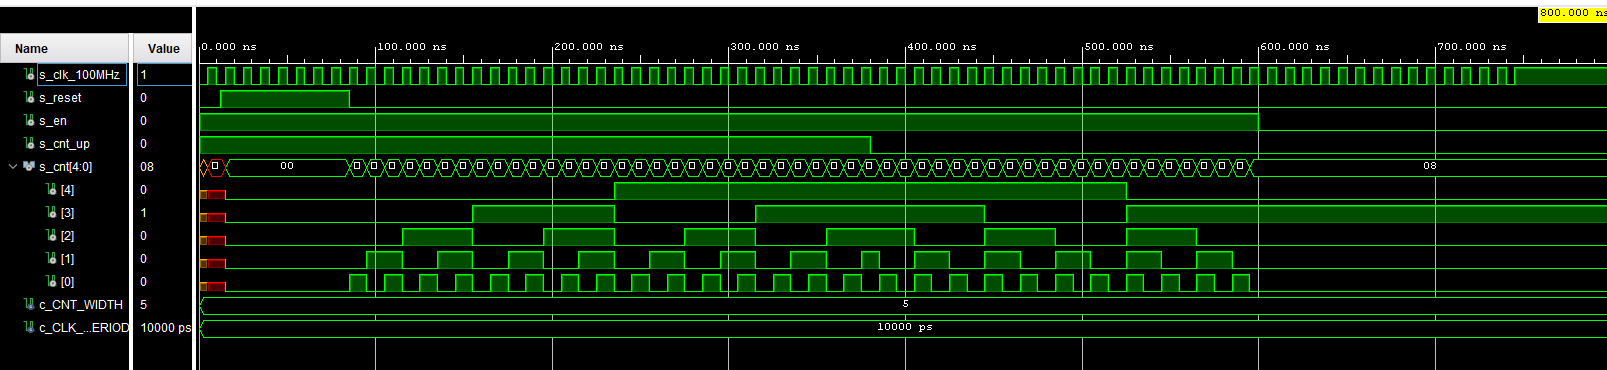 800.000 ns
Name Value
0.000 ns 100.000 ns 200.000 ns 300.000 ns 400.000 ns 500.000 ns 600.000 ns 700.000 ns
s_clk_100MHz 1
s_reset 0
s_en 0
s_cnt_up 0
s_cnt[4:0] 08 00 08
[4] 0
[3] 1
[2] 0
[1] 0
[0] 0
c_CNT_WIDTH 5 5
c_CLK_...ERIOD 10000 ps 10000 ps